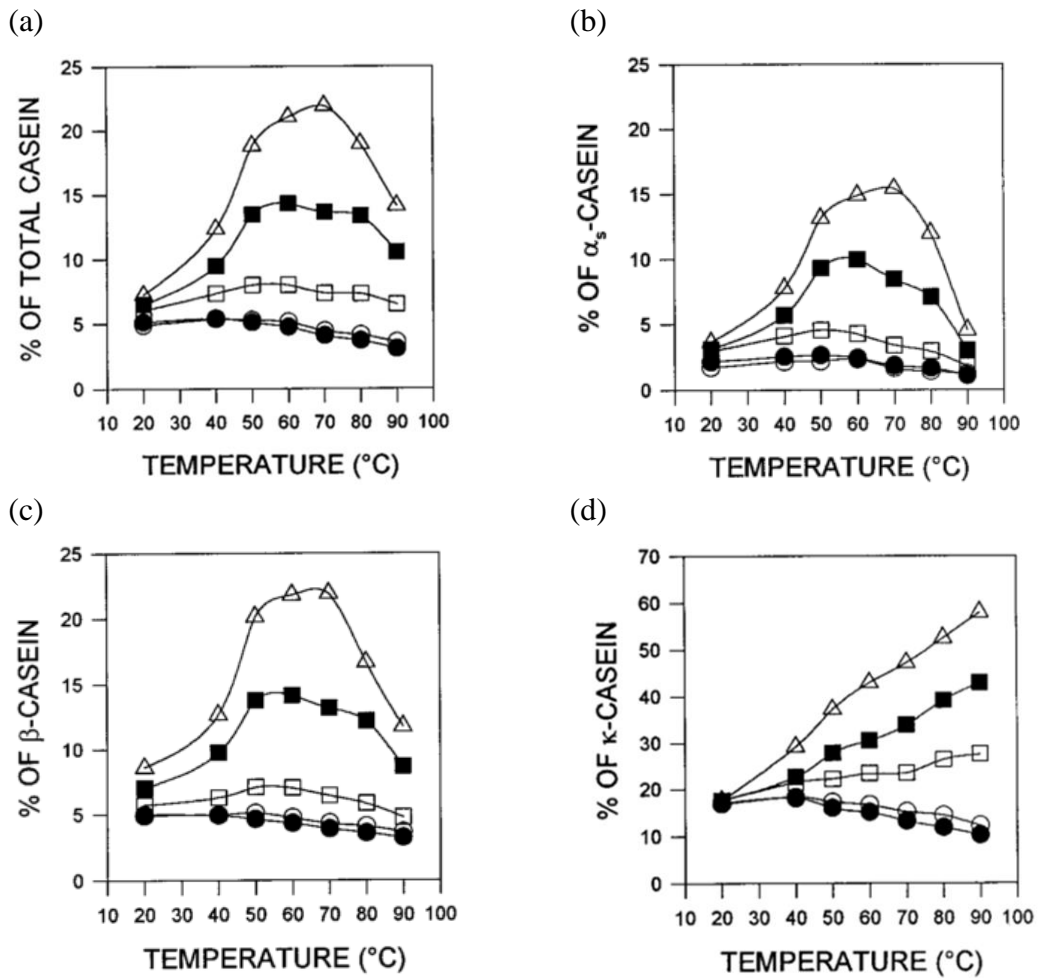 (a)
(b)
25
20
15
10
5
0
% OF TOTAL CASEIN
10 20 30 40 50 60 70 80 90 100
TEMPERATURE (°C)
25
20
15
10
5
0
% OF αs-CASEIN
10 20 30 40 50 60 70 80 90 100
TEMPERATURE (°C)
(c)
(d)
25
20
15
10
5
0
% OF β-CASEIN
10 20 30 40 50 60 70 80 90 100
TEMPERATURE (°C)
70
60
50
40
30
20
10
0
% OF κ-CASEIN
10 20 30 40 50 60 70 80 90 100
TEMPERATURE (°C)